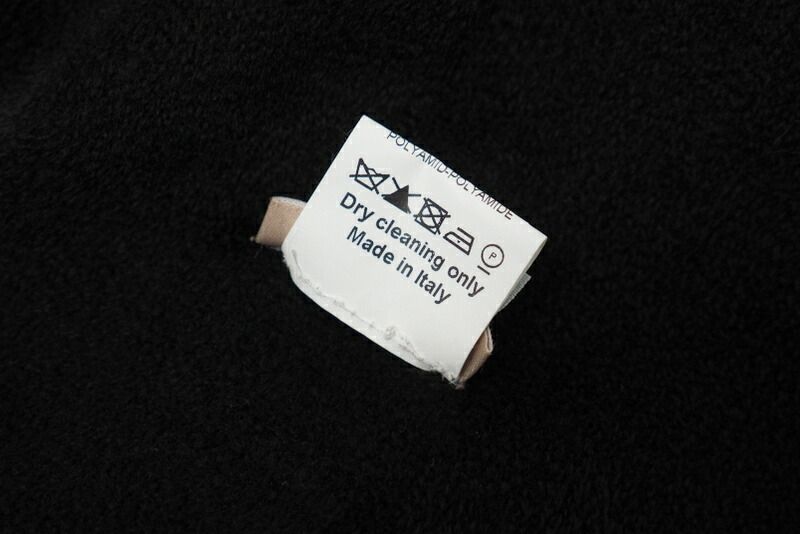 POLYAMID-POLYAMIDE
P
Dry cleaning only
Made in Italy